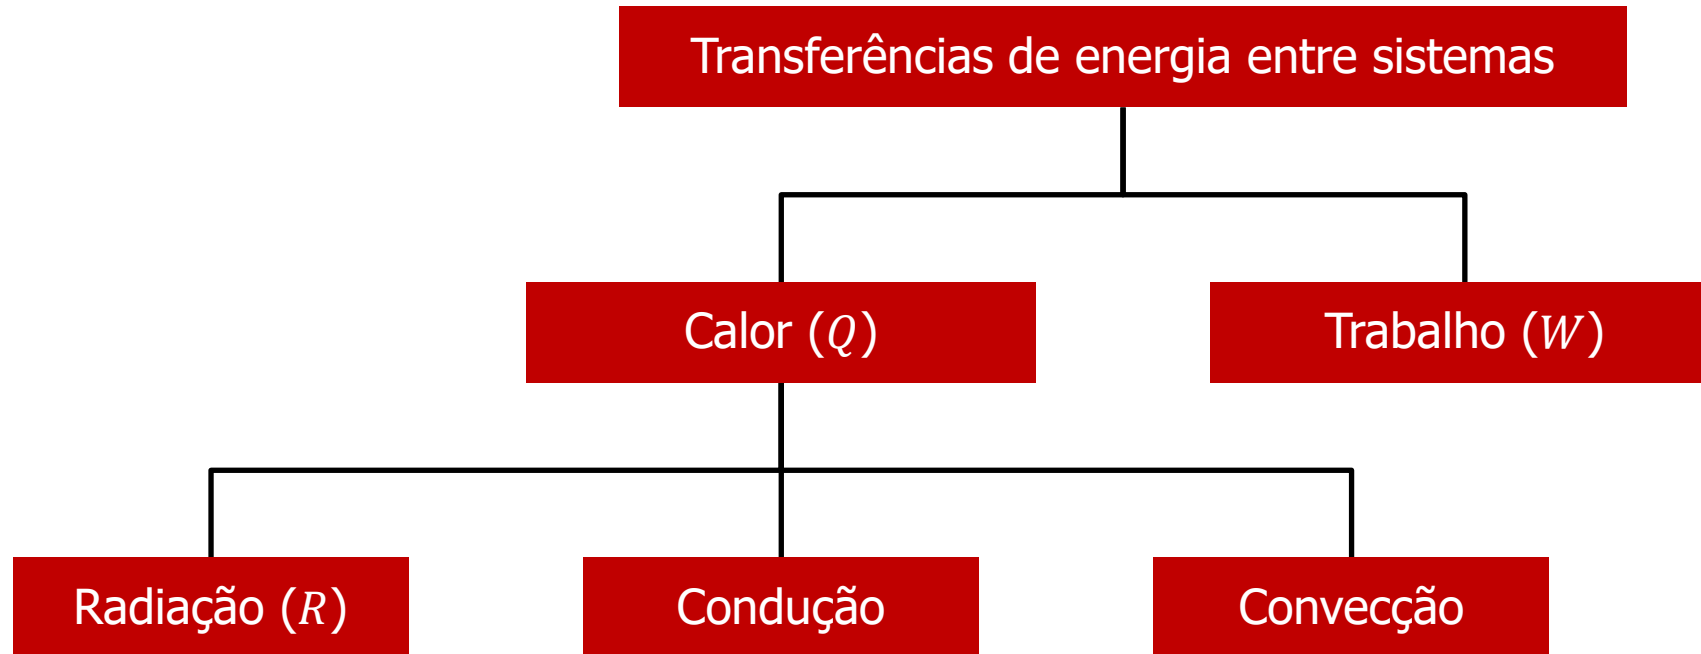 Transferências de energia entre sistemas
Calor (Q)
Trabalho (W)
Radiação (R)
Condução
Convecção